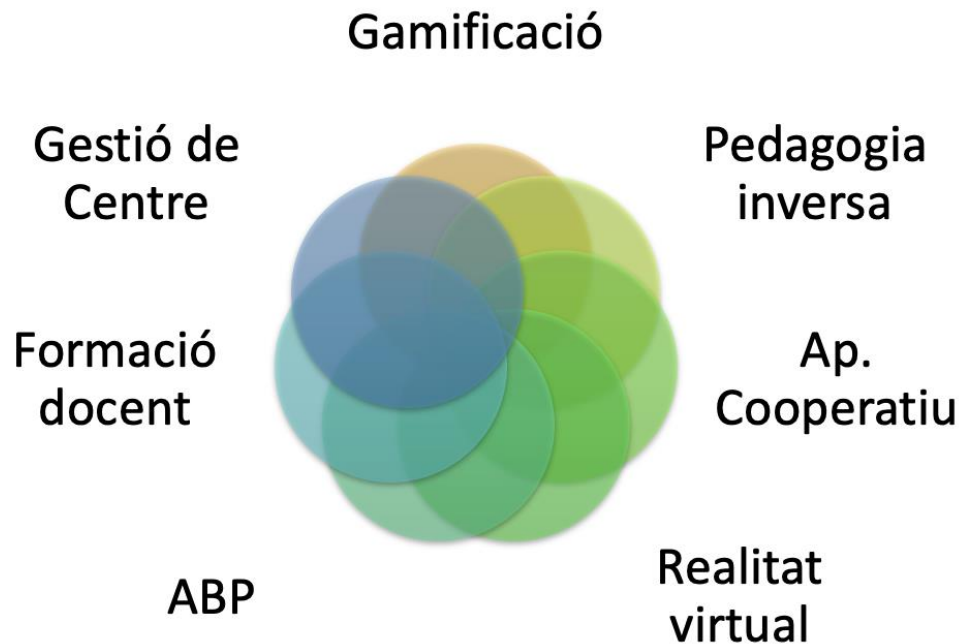 Gamificació
Gestió de
Centre
Pedagogia
inversa
Formació
docent
Ap.
Cooperatiu
ABP
Realitat
virtual